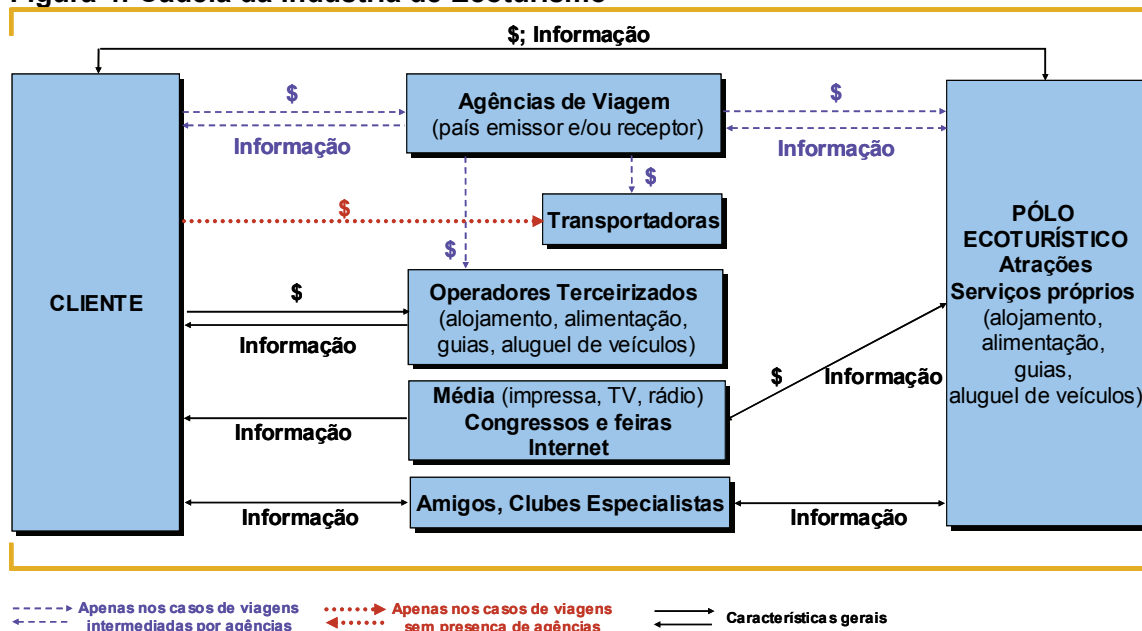 $; Informação
$
Informação
Agências de Viagem
(país emissor e/ou receptor)
$
Informação
$
$
Transportadoras
$
CLIENTE
$
Informação
Operadores Terceirizados
(alojamento, alimentação,
guias, aluguel de veículos)
PÓLO
ECOTURÍSTICO
Atrações
Serviços próprios
(alojamento,
alimentação,
guias,
aluguel de veículos)
Informação
Média (impressa, TV, rádio)
Congressos e feiras
Internet
$
Informação
Informação
Amigos, Clubes Especialistas
Informação
Apenas nos casos de viagens
intermediadas por agências
Apenas nos casos de viagens
sem presença de agências
Características gerais